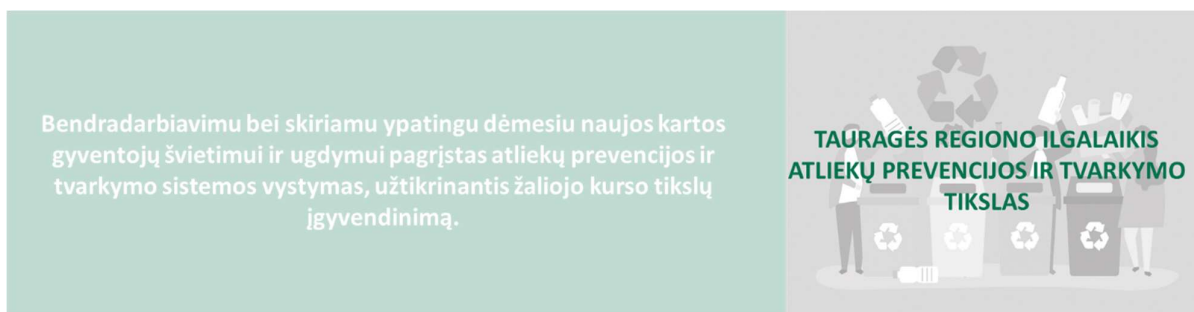 Bendradarbiavimu bei skiriamu ypatingu dėmesiu naujos kartos
gyventojų švietimui ir ugdymui pagrįstas atliekų prevencijos ir
tvarkymo sistemos vystymas, užtikrinantis žaliojo kurso tikslų
įgyvendinimą.
TAURAGĖS REGIONO ILGALAIKIS
ATLIEKŲ PREVENCIJOS IR TVARKYMO
TIKSLAS